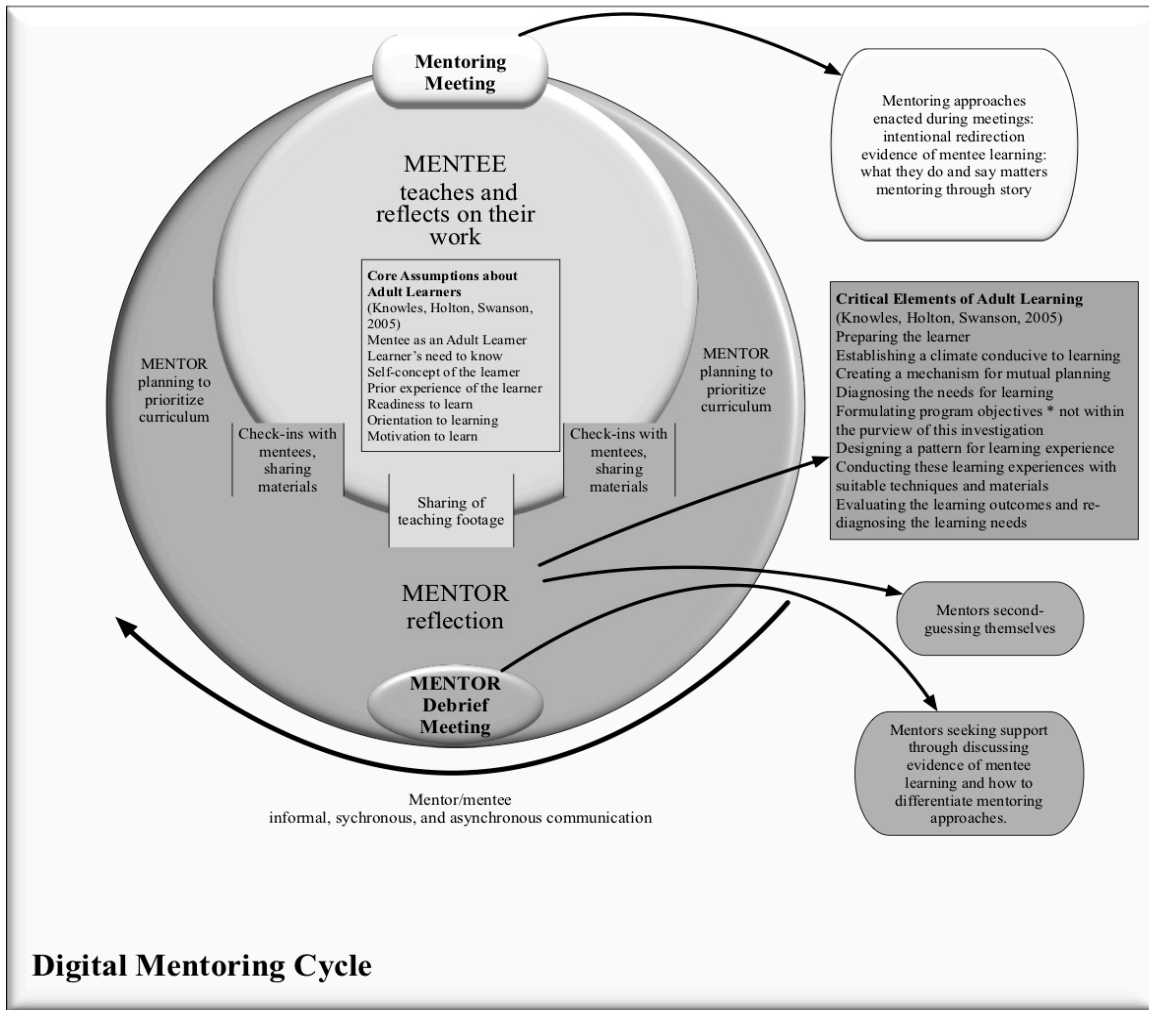 Mentoring
Meeting
Mentoring approaches
enacted during meetings:
intentional redirection
evidence of mentee learning:
what they do and say matters
mentoring through story
MENTEE
teaches and
reflects on their
work
Core Assumptions about
Adult Learners
(Knowles, Holton, Swanson,
2005)
Mentee as an Adult Learner
Learner's need to know
Self-concept of the learner
Prior experience of the learner
Readiness to learn
Orientation to learning
Motivation to learn
MENTOR
planning to
prioritize
curriculum
MENTOR
planning to
prioritize
curriculum
Critical Elements of Adult Learning
(Knowles, Holton, Swanson, 2005)
Preparing the learner
Establishing a climate conducive to learning
Creating a mechanism for mutual planning
Diagnosing the needs for learning
Formulating program objectives * not within
the purview of this investigation
Designing a pattern for learning experience
Conducting these learning experiences with
suitable techniques and materials
Evaluating the learning outcomes and re-
diagnosing the learning needs
Check-ins with
mentees,
sharing
materials
Check-ins with
mentees,
sharing
materials
Sharing of
teaching footage
MENTOR
reflection
Mentors second-
guessing themselves
MENTOR
Debrief
Meeting
Mentors seeking support
through discussing
evidence of mentee
learning and how to
differentiate mentoring
approaches.
Mentor/mentee
informal, sychronous, and asynchronous communication
Digital Mentoring Cycle